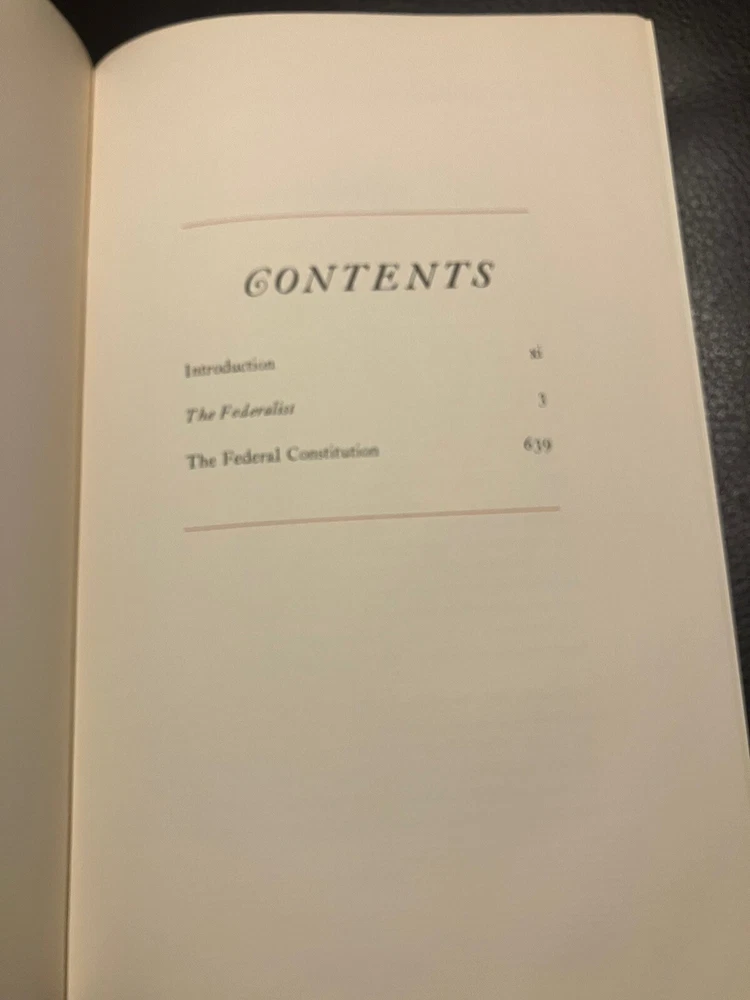 CONTENTS
Introduction xi
The Federalist 3
The Federal Constitution 639